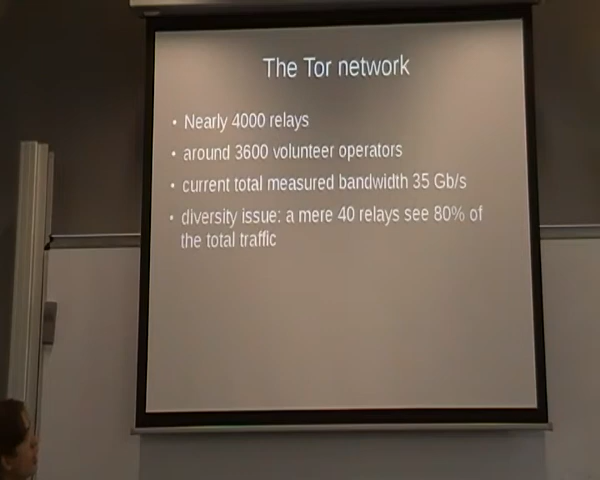 The Tor network
• Nearly 4000 relays
• around 3600 volunteer operators
• current total measured bandwidth 35 Gb/s
• diversity issue: a mere 40 relays see 80% of
the total traffic